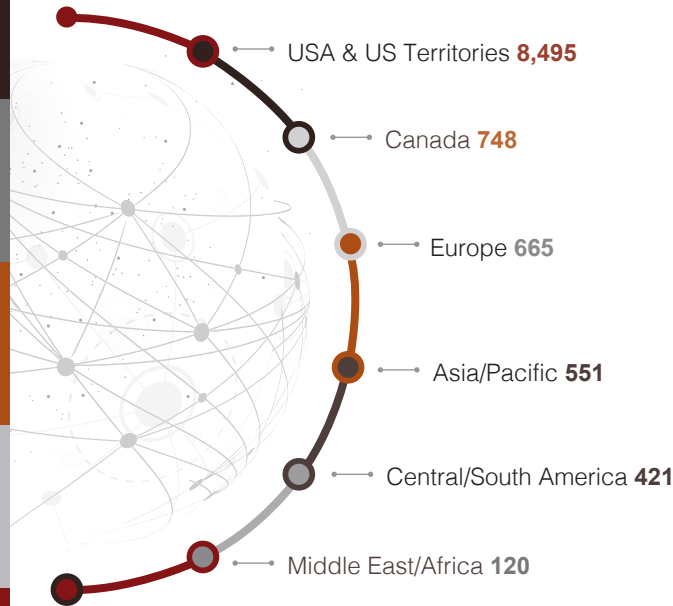 USA & US Territories 8,495
Canada 748
Europe 665
Asia/Pacific 551
Central/South America 421
Middle East/Africa 120